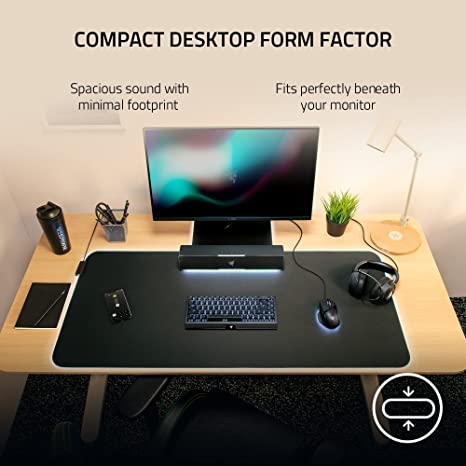 COMPACT DESKTOP FORM FACTOR
Spacious sound with
minimal footprint
Fits perfectly beneath
your monitor